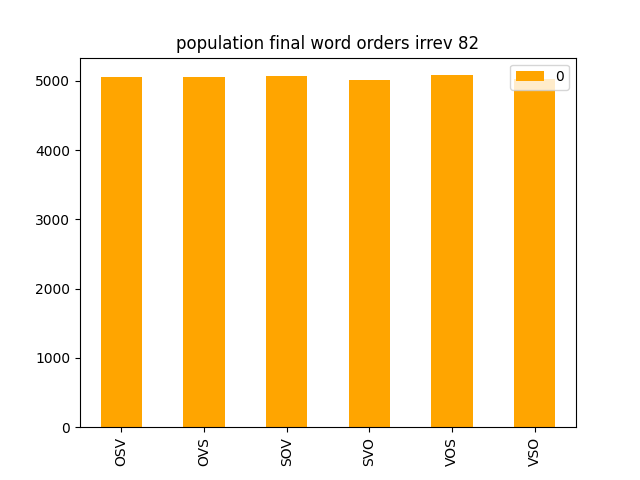 population final word orders irrev 82
0
5000
4000
3000
2000
1000
0
OSV
OVS
SOV
SVO
VOS
VSO